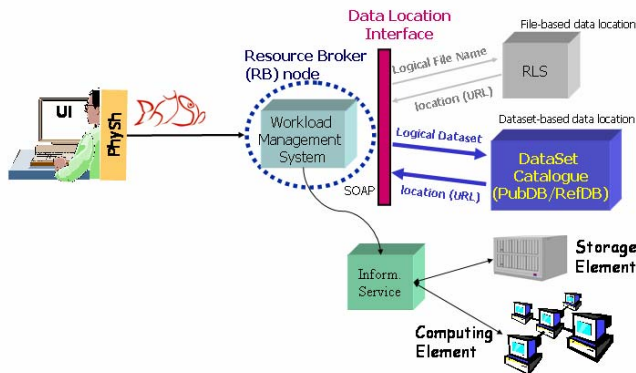 Data Location
Interface
File-based data location
Resource Broker
(RB) node
Logical File Name
RLS
location (URL)
UI
Physh
PhySh
Workload
Management
System
Dataset-based data location
Logical Dataset
DataSet
Catalogue
(PubDB/RefDB)
SOAP
location (URL)
Storage
Element
Inform.
Service
Computing
Element